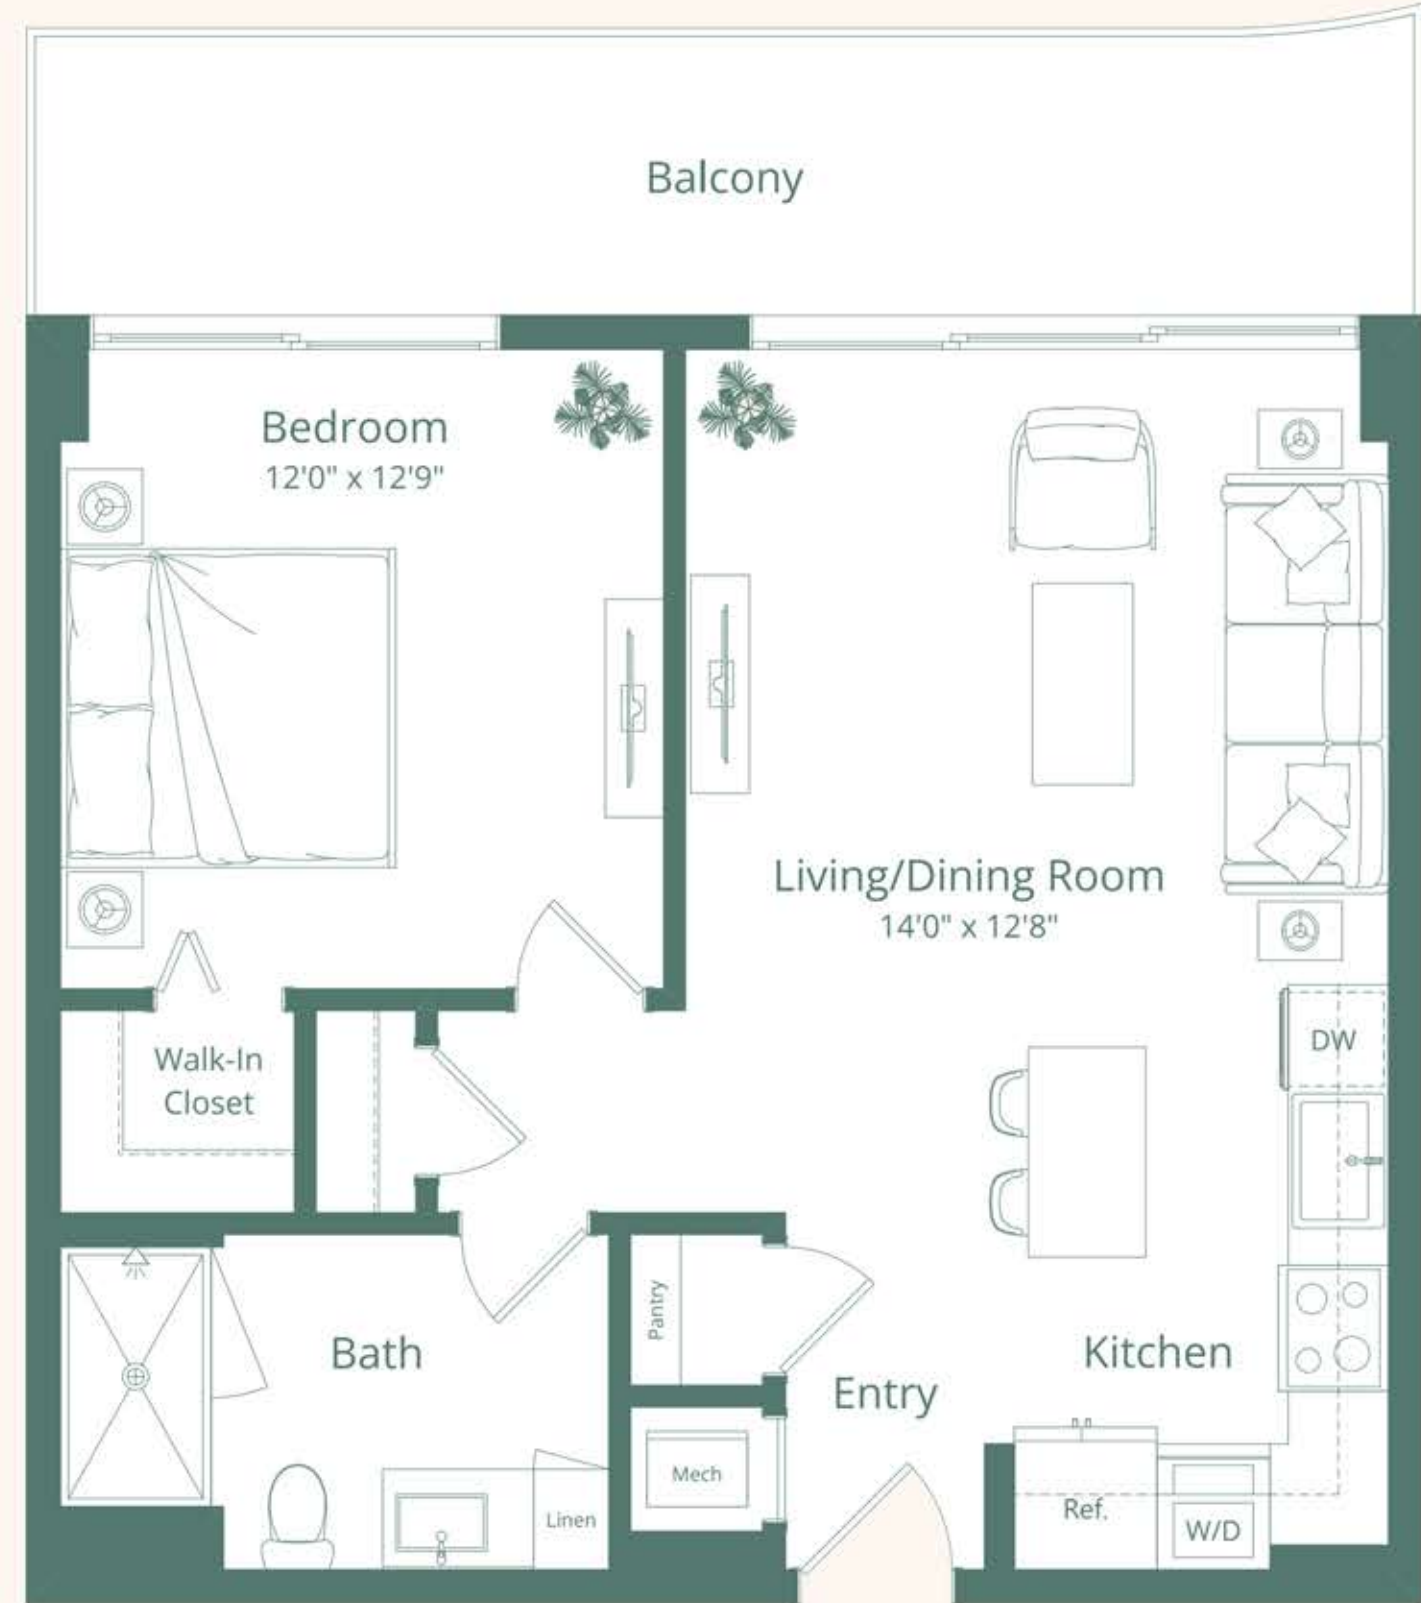 Balcony
Bedroom
12'0" x 12'9"
Living/Dining Room
14'0" x 12'8"
DW
Walk-In
Closet
Pantry
Bath
Kitchen
Entry
Mech
Linen
Ref.
W/D